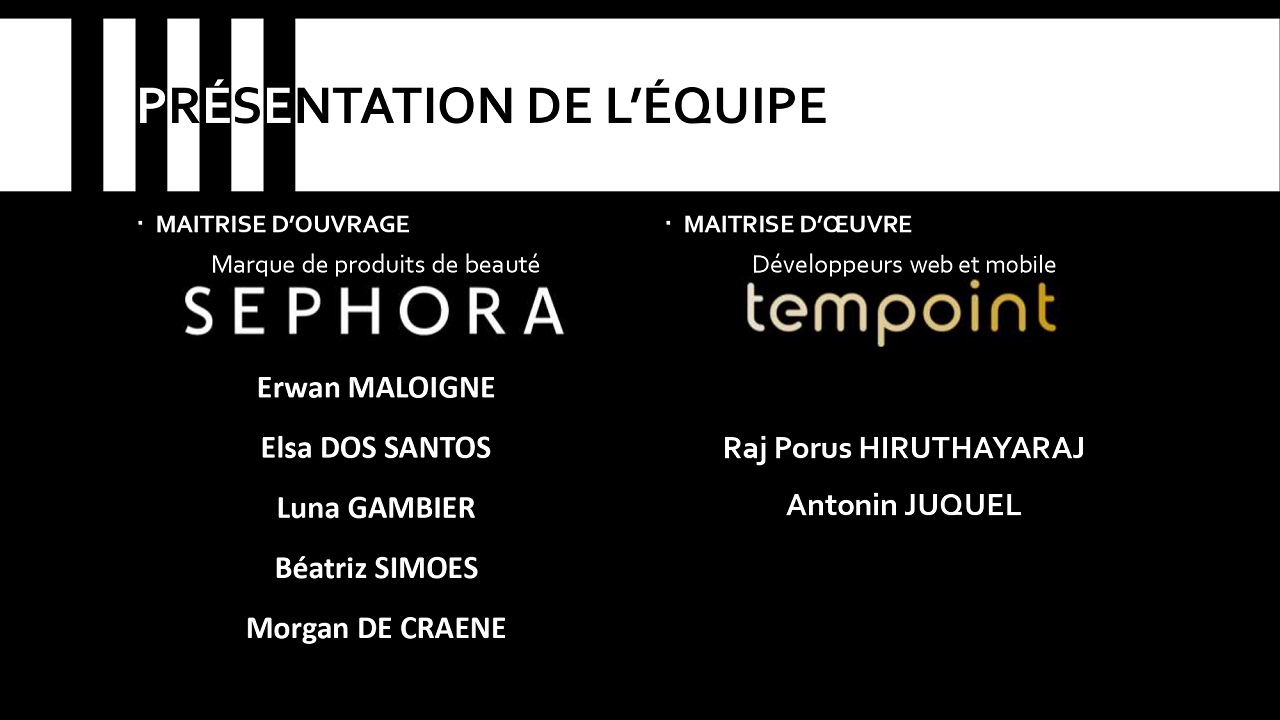 PRÉSENTATION DE L’ÉQUIPE
▪ MAITRISE D’OUVRAGE
Marque de produits de beauté
SEPHORA
Erwan MALOIGNE
Elsa DOS SANTOS
Luna GAMBIER
Béatriz SIMOES
Morgan DE CRAENE
▪ MAITRISE D’ŒUVRE
Développeurs web et mobile
tempoint
Raj Porus HIRUTHAYARAJ
Antonin JUQUEL